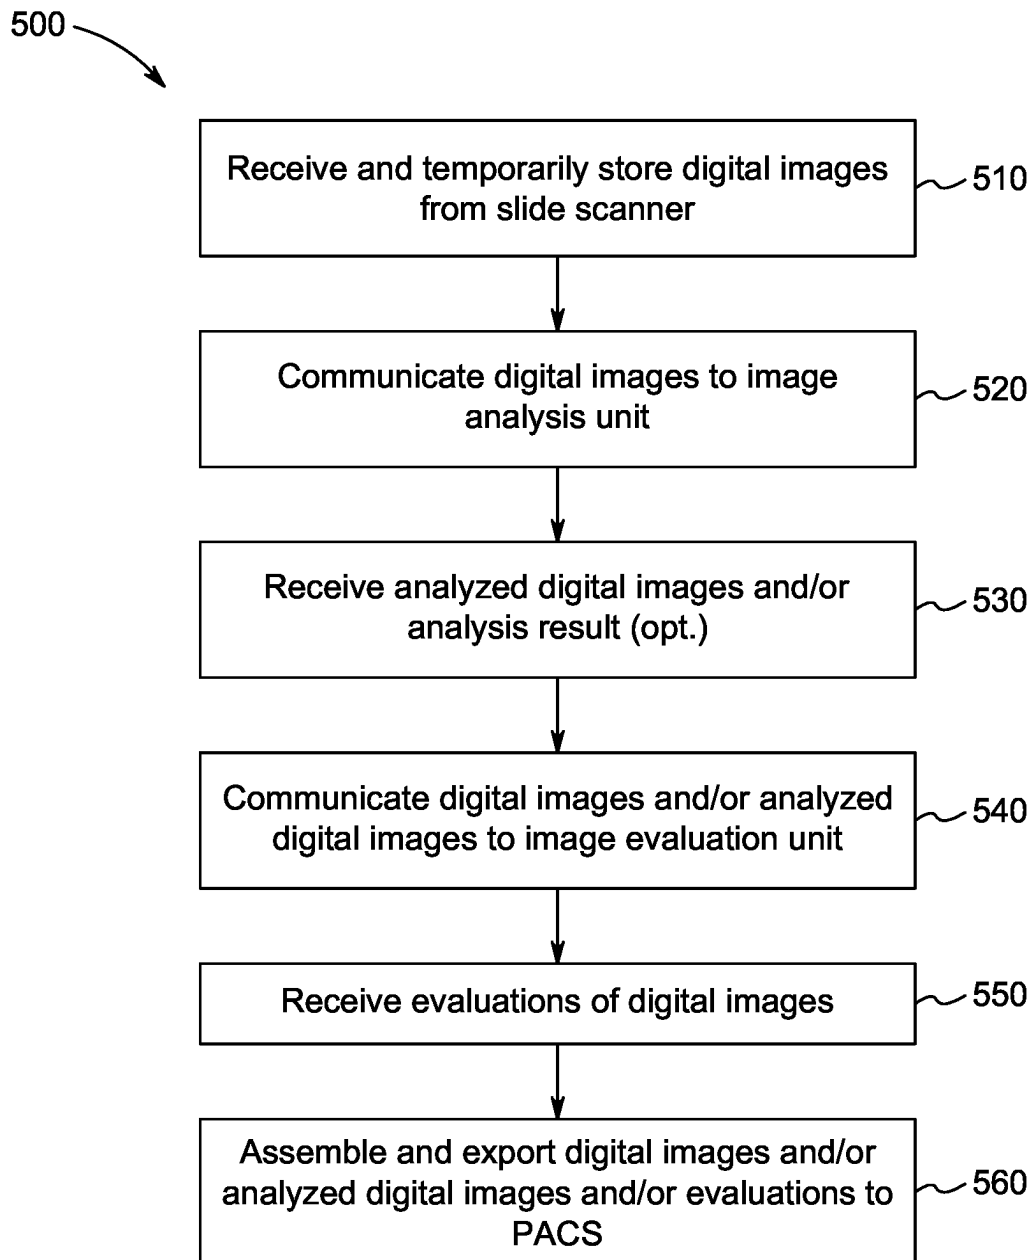 500
Receive and temporarily store digital images
from slide scanner
510
Communicate digital images to image
analysis unit
520
Receive analyzed digital images and/or
analysis result (opt.)
530
Communicate digital images and/or analyzed
digital images to image evaluation unit
540
Receive evaluations of digital images
550
Assemble and export digital images and/or
analyzed digital images and/or evaluations to
PACS
560